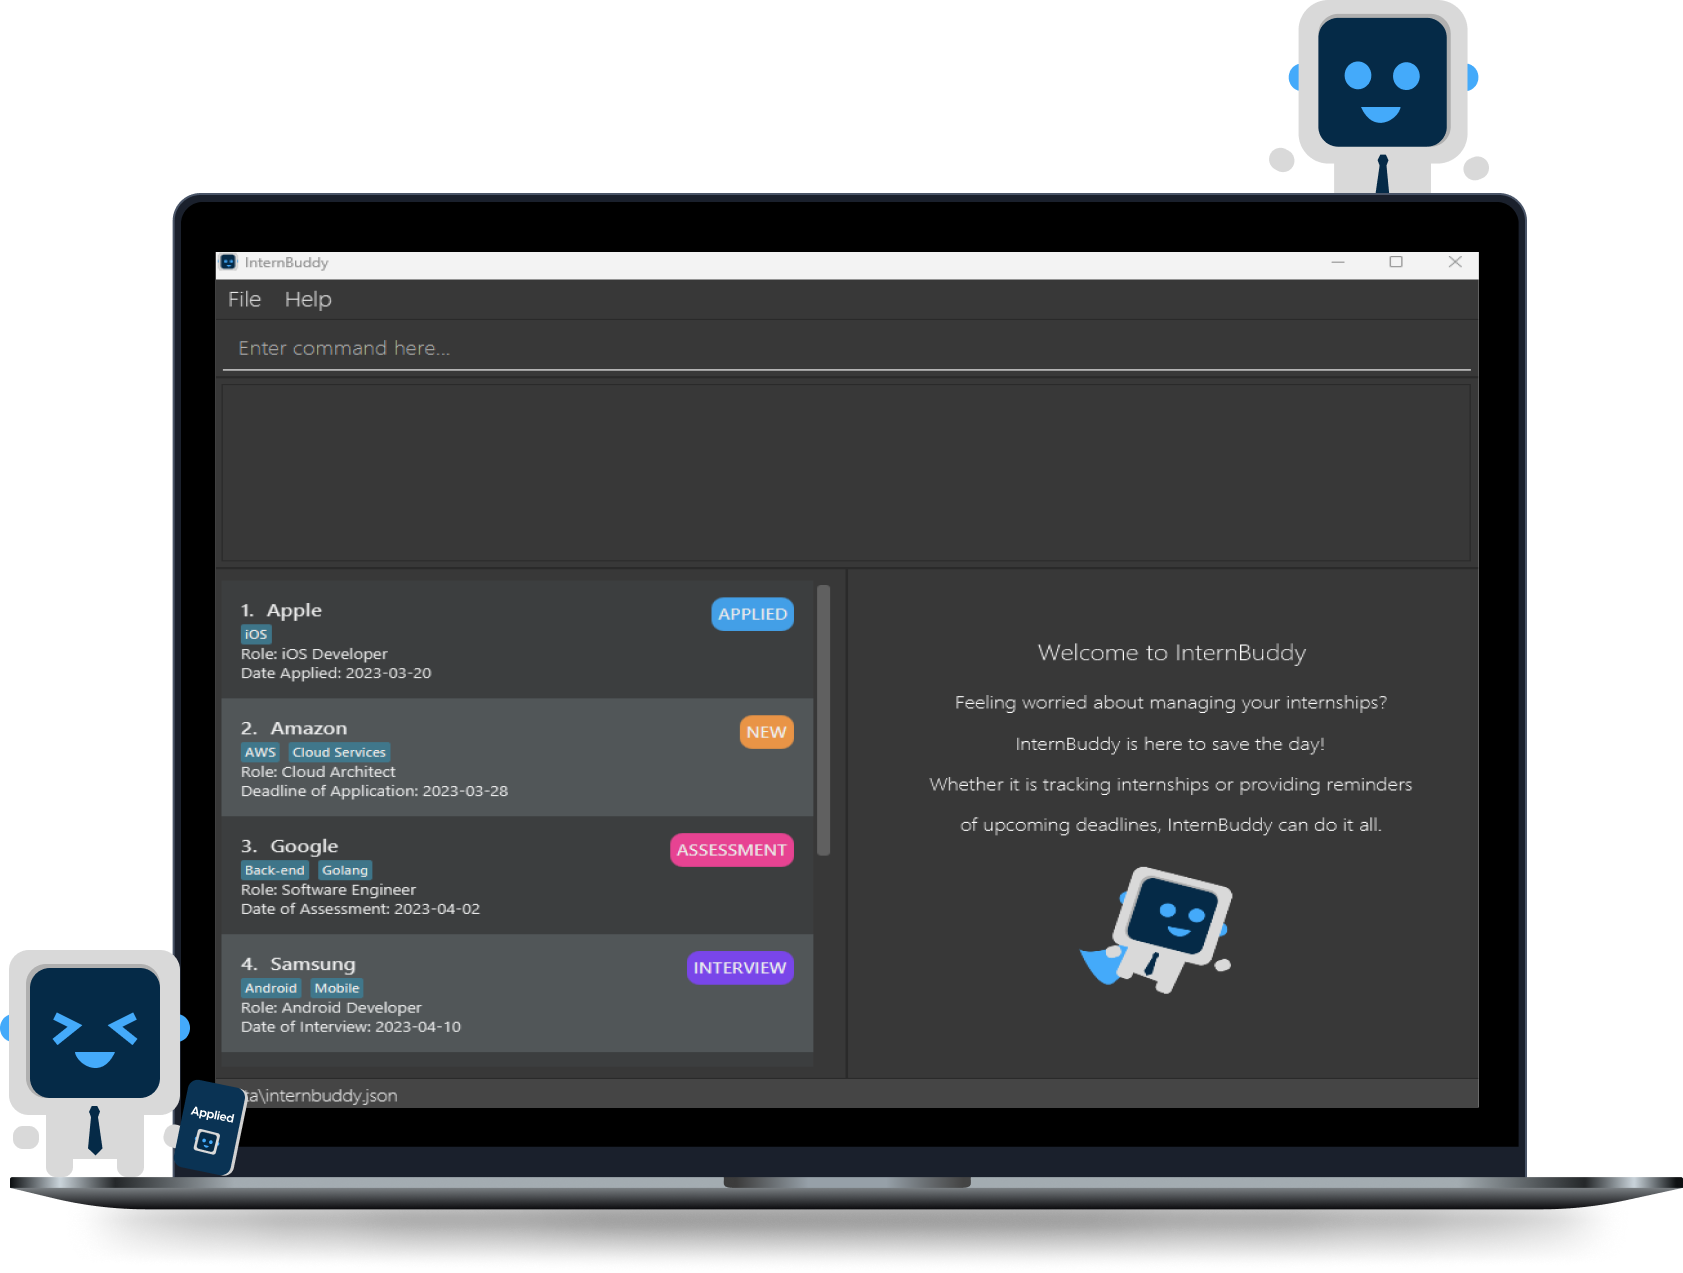 InternBuddy
File Help
Enter command here...
1. Apple
APPLIED
iOS
Role: iOS Developer
Date Applied: 2023-03-20
2. Amazon
NEW
AWS Cloud Services
Role: Cloud Architect
Deadline of Application: 2023-03-28
3. Google
ASSESSMENT
Back-end Golang
Role: Software Engineer
Date of Assessment: 2023-04-02
4. Samsung
INTERVIEW
Android Mobile
Role: Android Developer
Date of Interview: 2023-04-10
Welcome to InternBuddy
Feeling worried about managing your internships?
InternBuddy is here to save the day!
Whether it is tracking internships or providing reminders
of upcoming deadlines, InternBuddy can do it all.
ta\internbuddy.json
Applied